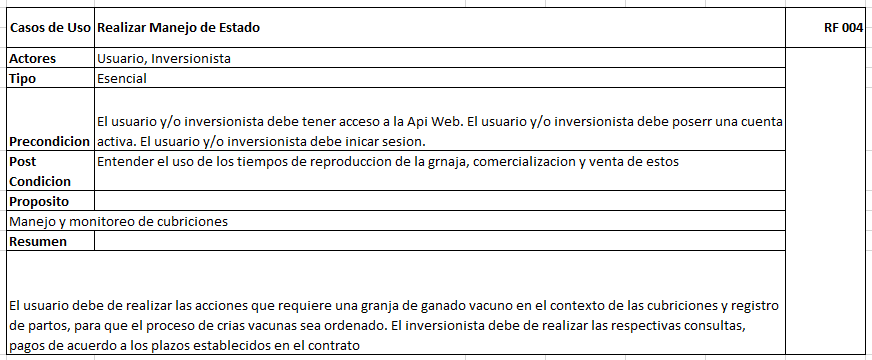 Casos de Uso Realizar Manejo de Estado RF 004
Actores Usuario, Inversionista
Tipo Esencial
El usuario y/o inversionista debe tener acceso a la Api Web. El usuario y/o inversionista debe poserr una cuenta
Precondicion activa. El usuario y/o inversionista debe inicar sesion.
Post Entender el uso de los tiempos de reproduccion de la grnaja, comercializacion y venta de estos
Condicion
Proposito
Manejo y monitoreo de cubriciones
Resumen
El usuario debe de realizar las acciones que requiere una granja de ganado vacuno en el contexto de las cubriciones y registro
de partos, para que el proceso de crias vacunas sea ordenado. El inversionista debe de realizar las respectivas consultas,
pagos de acuerdo a los plazos establecidos en el contrato